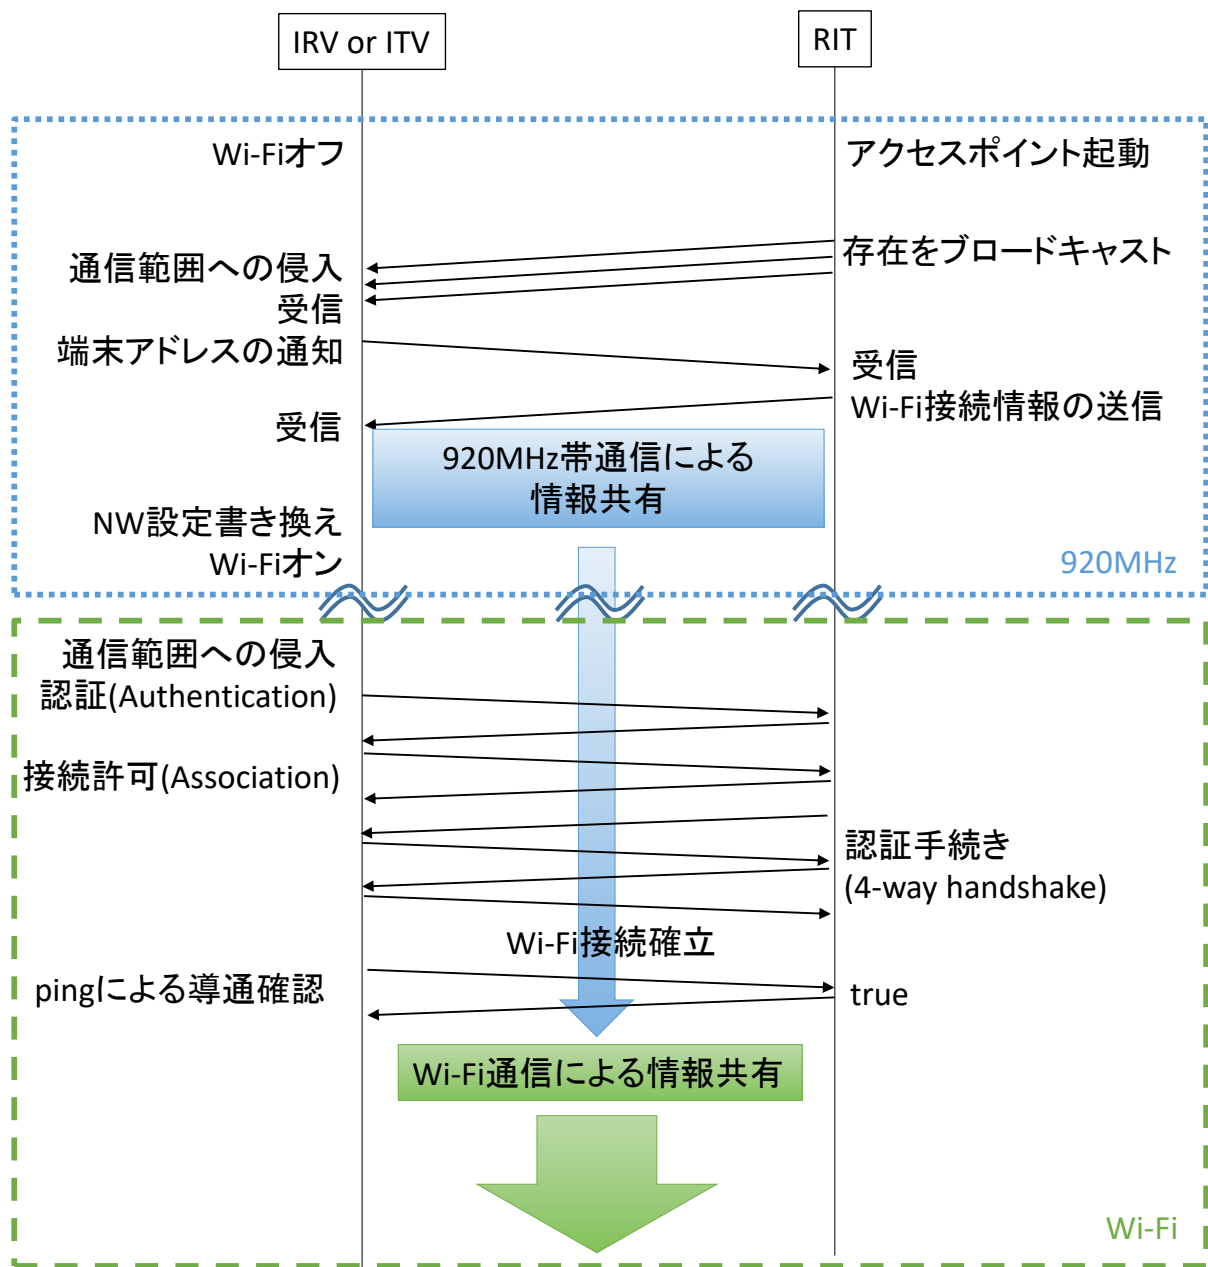 IRV or ITV
RIT
Wi-Fiオフ
アクセスポイント起動
存在をブロードキャスト
通信範囲への侵入
受信
端末アドレスの通知
受信
Wi-Fi接続情報の送信
受信
920MHz帯通信による
情報共有
NW設定書き換え
Wi-Fiオン
920MHz
通信範囲への侵入
認証(Authentication)
接続許可(Association)
認証手続き
(4-way handshake)
Wi-Fi接続確立
pingによる導通確認
true
Wi-Fi通信による情報共有
Wi-Fi